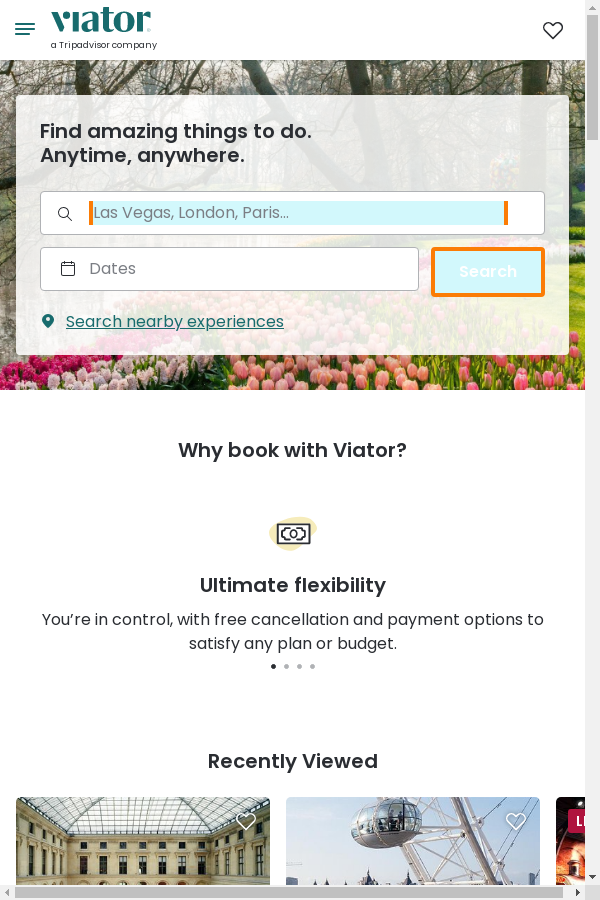 viator
a Tripadvisor company
Find amazing things to do.
Anytime, anywhere.
Las Vegas, London, Paris...
Dates
Search
Search nearby experiences
Why book with Viator?
Ultimate flexibility
You’re in control, with free cancellation and payment options to
satisfy any plan or budget.
Recently Viewed